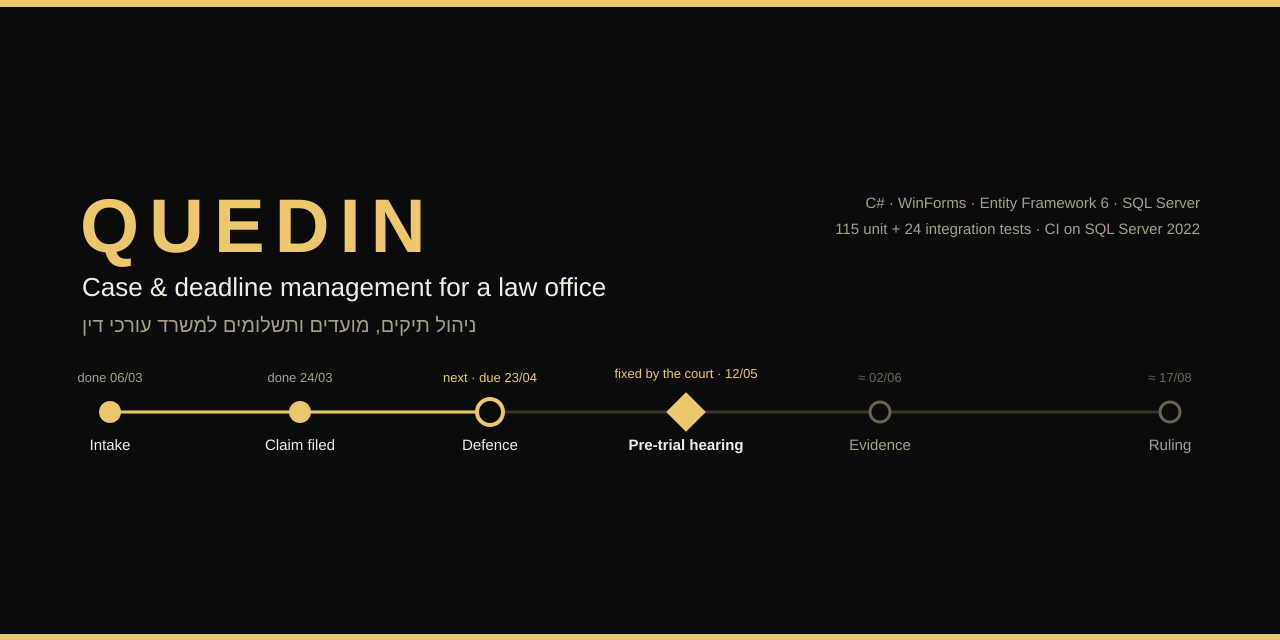 QUEDIN
C# · WinForms · Entity Framework 6 · SQL Server
115 unit + 24 integration tests · CI on SQL Server 2022
Case & deadline management for a law office
ניהול תיקים, מועדים ותשלומים למשרד עורכי דין
done 06/03
done 24/03
next · due 23/04
fixed by the court · 12/05
≈ 02/06
≈ 17/08
Intake
Claim filed
Defence
Pre-trial hearing
Evidence
Ruling